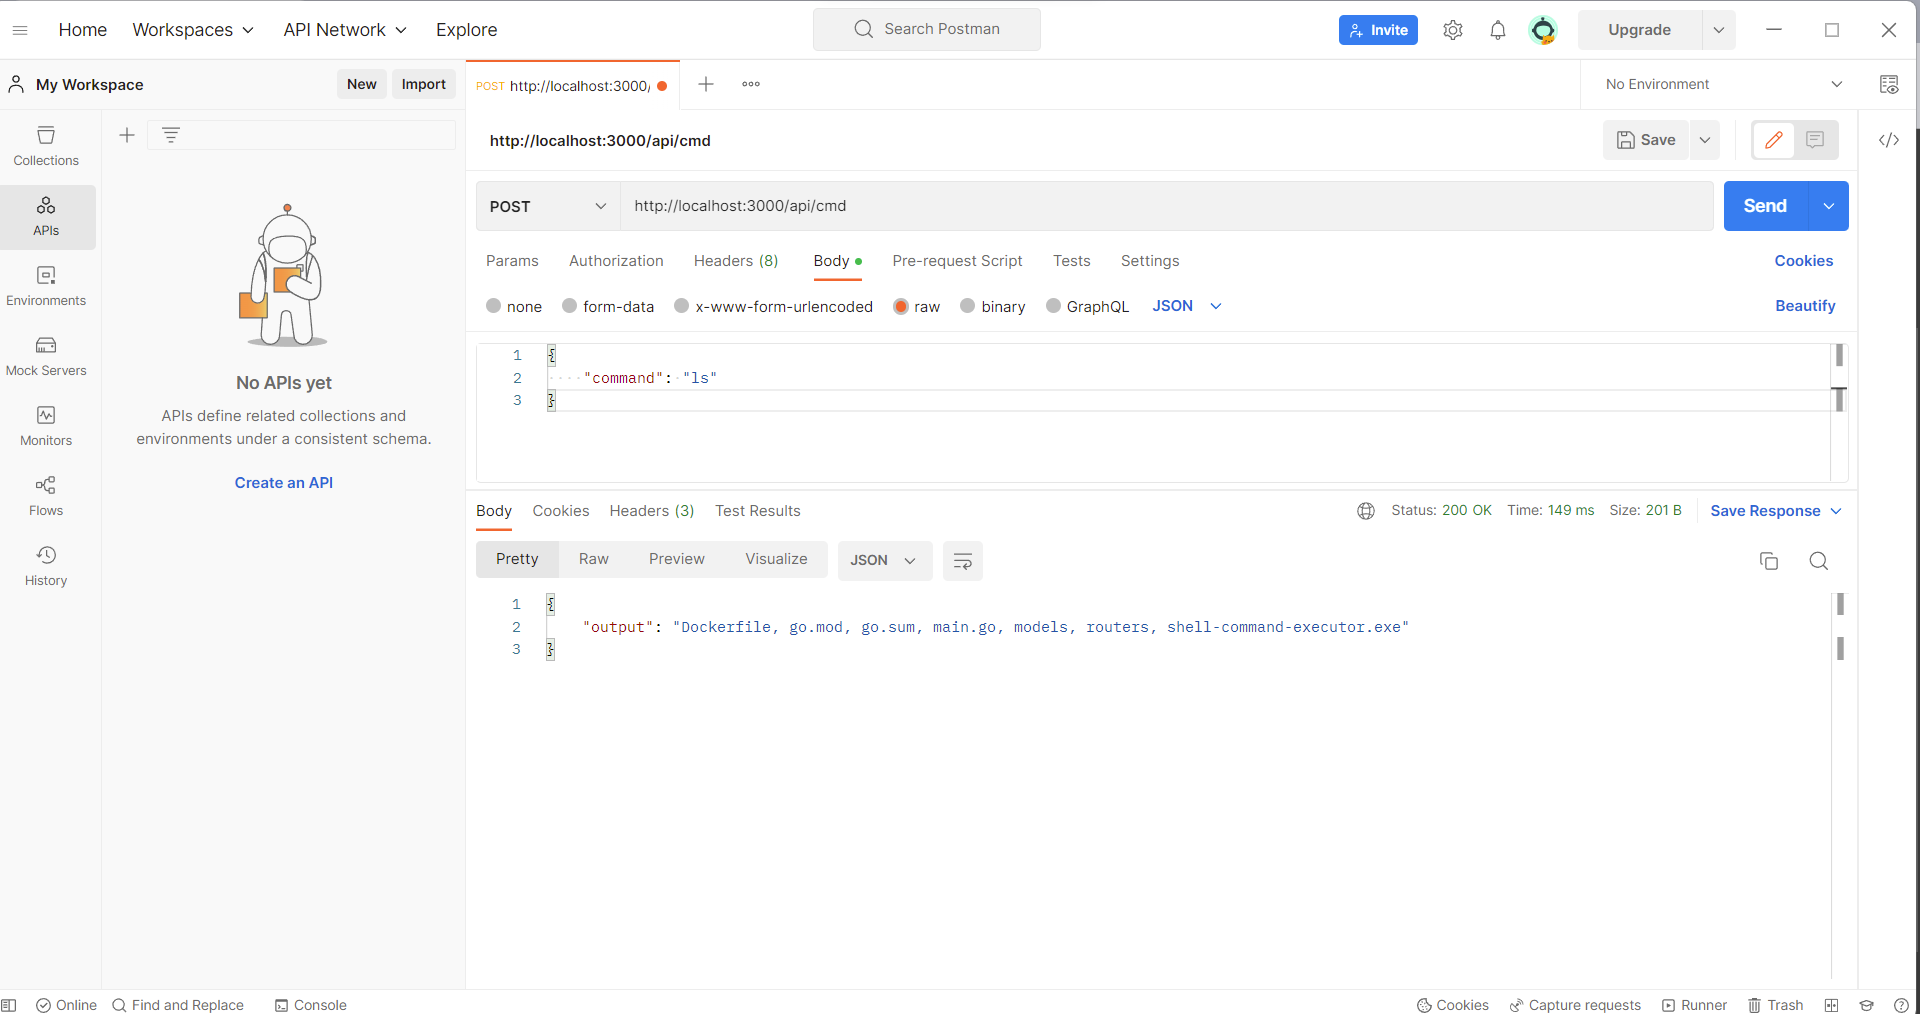 Home Workspaces API Network Explore Search Postman Invite Upgrade
My Workspace New Import POST http://localhost:3000/ No Environment
Collections
APIs
Environments
Mock Servers
Monitors
Flows
History
No APIs yet
APIs define related collections and
environments under a consistent schema.
Create an API
http://localhost:3000/api/cmd Save
POST http://localhost:3000/api/cmd Send
Params Authorization Headers (8) Body Pre-request Script Tests Settings Cookies
none form-data x-www-form-urlencoded raw binary GraphQL JSON Beautify
1 {
2 "command": "ls"
3 }
Body Cookies Headers (3) Test Results Status: 200 OK Time: 149 ms Size: 201 B Save Response
Pretty Raw Preview Visualize JSON
1 {
2 "output": "Dockerfile, go.mod, go.sum, main.go, models, routers, shell-command-executor.exe"
3 }
Online Find and Replace Console Cookies Capture requests Runner Trash